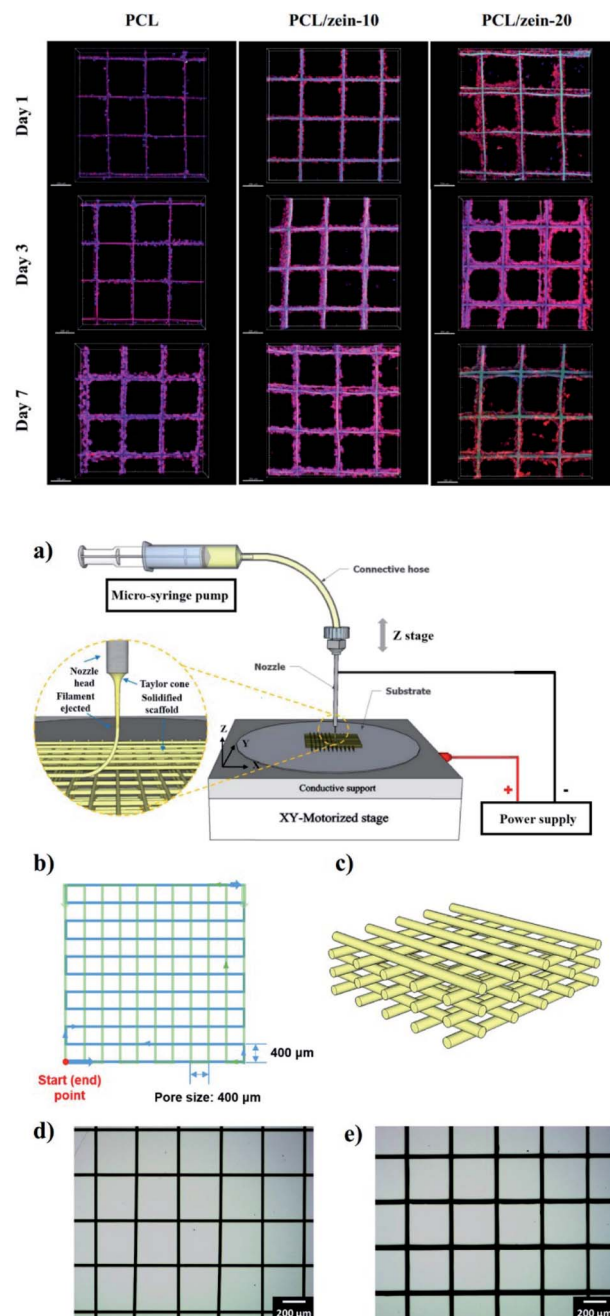 PCL PCL/zein-10 PCL/zein-20
Day 1
Day 3
Day 7
a)
Connective hose
Micro-syringe pump
Z stage
Nozzle head
Taylor cone
Filament ejected
Solidified scaffold
Nozzle
Substrate
Z
Y
X
Conductive support
XY-Motorized stage
+
-
Power supply
b)
c)
400 µm
Start (end)
point
Pore size: 400 µm
d)
e)
200 µm
200 µm